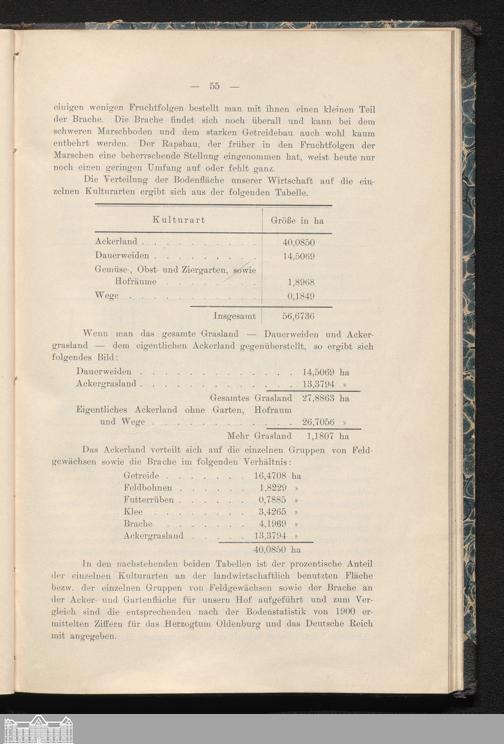 — 55 —
einigen wenigen Fruchtfolgen bestellt man mit ihnen einen kleinen Teil
der Brache. Die Brache findet sich noch überall und kann bei dem
schweren Marschboden und dem starken Getreidebau auch wohl kaum
entbehrt werden. Der Rapsbau, der früher in den Fruchtfolgen der
Marschen eine beherrschende Stellung eingenommen hat, weist heute nur
noch einen geringen Umfang auf oder fehlt ganz.
Die Verteilung der Bodenfläche unserer Wirtschaft auf die ein-
zelnen Kulturarten ergibt sich aus der folgenden Tabelle.
Kulturart Größe in ha
Ackerland . . . . . . . . . . 40,0850
Dauerweiden . . . . . . . . . 14,5069
Gemüse-, Obst- und Ziergarten, sowie
Hofräume . . . . . . . . 1,8968
Wege . . . . . . . . . . . 0,1849
Insgesamt 56,6736
Wenn man das gesamte Grasland — Dauerweiden und Acker-
grasland — dem eigentlichen Ackerland gegenüberstellt, so ergibt sich
folgendes Bild:
Dauerweiden . . . . . . . . . . . . . 14,5069 ha
Ackergrasland . . . . . . . . . . . . . 13,3794 »
Gesamtes Grasland 27,8863 ha
Eigentliches Ackerland ohne Garten, Hofraum
und Wege . . . . . . . . . . . . 26,7056 »
Mehr Grasland 1,1807 ha
Das Ackerland verteilt sich auf die einzelnen Gruppen von Feld-
gewächsen sowie die Brache im folgenden Verhältnis:
Getreide . . . . . . . 16,4708 ha
Feldbohnen . . . . . . 1,8229 »
Futterrüben . . . . . . 0,7885 »
Klee . . . . . . . . 3,4265 »
Brache . . . . . . . 4,1969 »
Ackergrasland . . . . . 13,3794 »
40,0850 ha
In den nachstehenden beiden Tabellen ist der prozentische Anteil
der einzelnen Kulturarten an der landwirtschaftlich benutzten Fläche
bezw. der einzelnen Gruppen von Feldgewächsen sowie der Brache an
der Acker- und Gartenfläche für unsern Hof aufgeführt und zum Ver-
gleich sind die entsprechenden nach der Bodenstatistik von 1900 er-
mittelten Ziffern für das Herzogtum Oldenburg und das Deutsche Reich
mit angegeben.